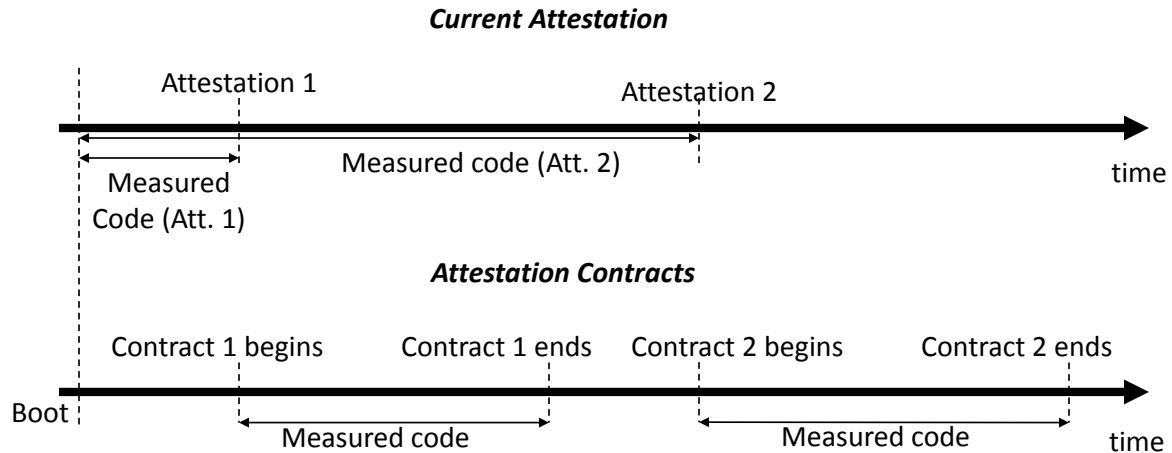 Current Attestation
Attestation 1
Attestation 2
Measured code (Att. 2)
time
Measured
Code (Att. 1)
Attestation Contracts
Contract 1 begins
Contract 1 ends
Contract 2 begins
Contract 2 ends
Boot
Measured code
Measured code
time